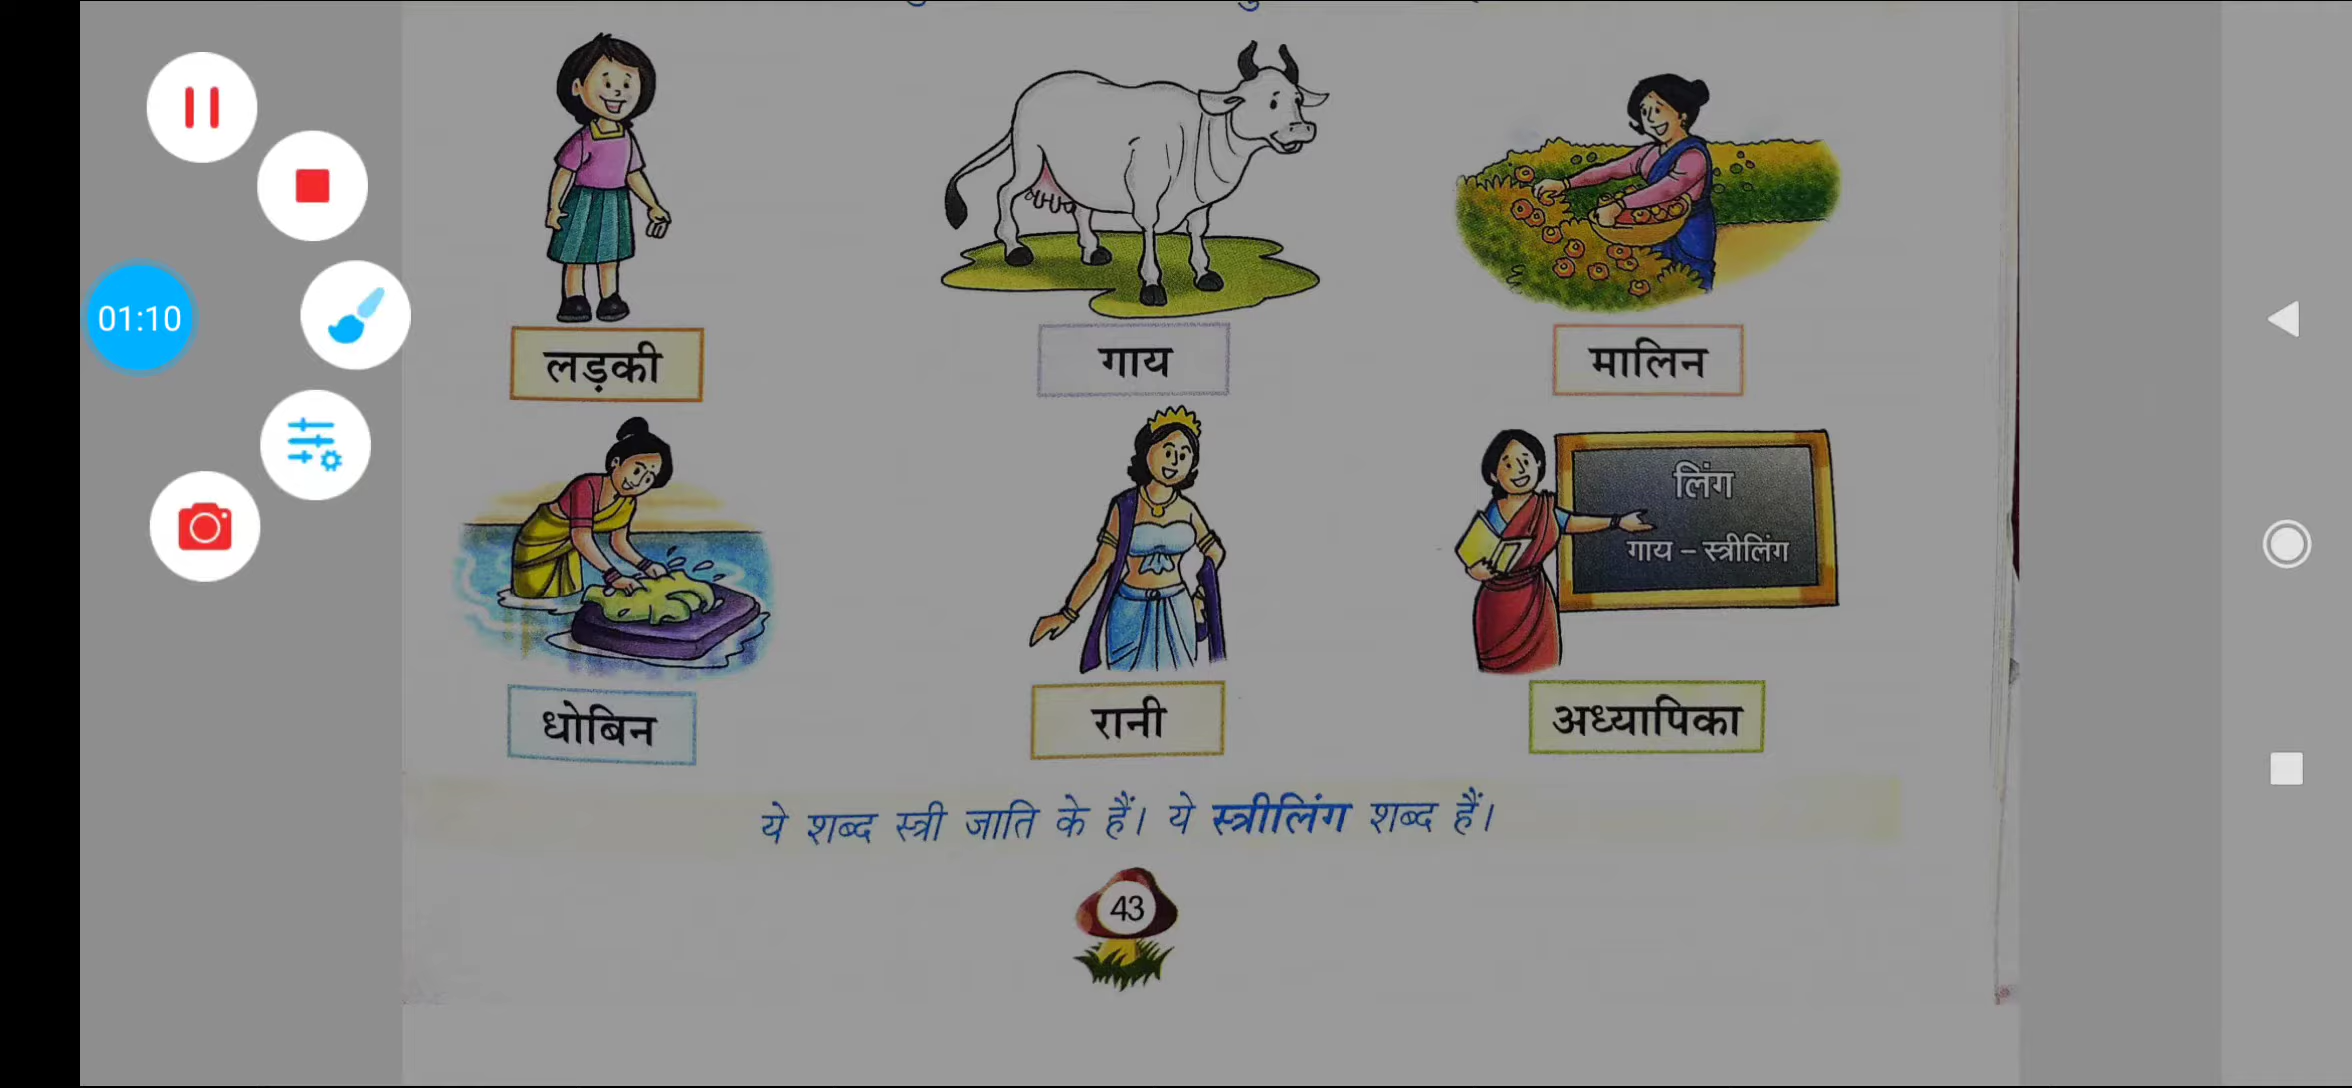 01:10
लड़की
गाय
मालिन
लिंग
गाय – स्त्रीलिंग
धोबिन
रानी
अध्यापिका
ये शब्द स्त्री जाति के हैं। ये स्त्रीलिंग शब्द हैं।
43